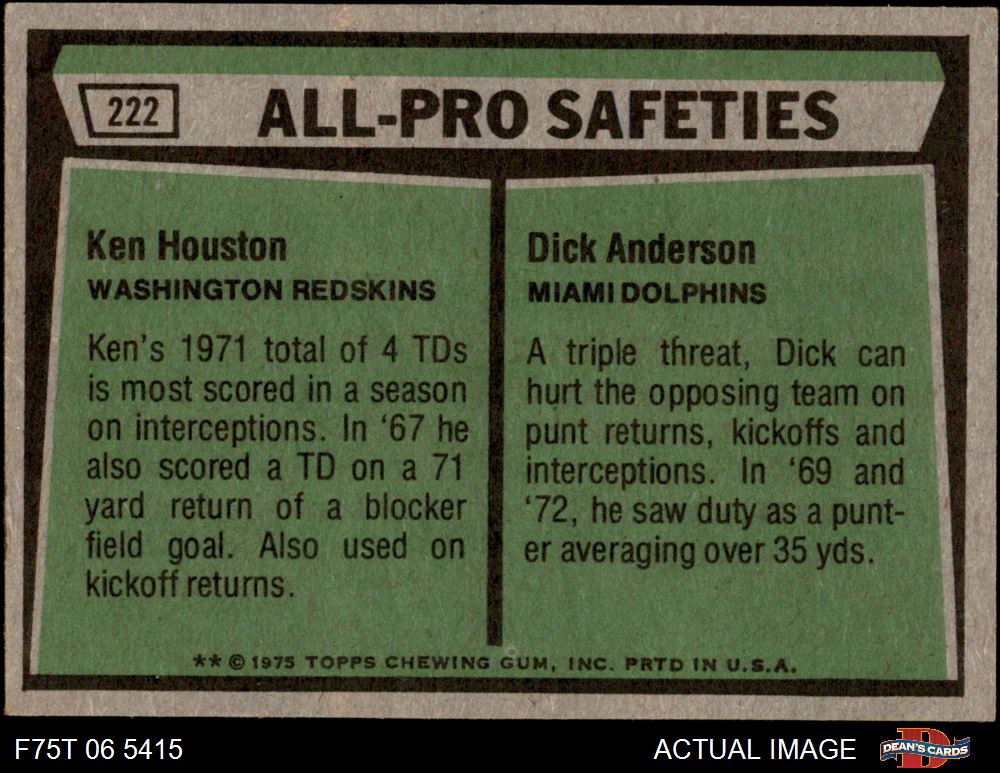 222
ALL-PRO SAFETIES
Ken Houston
WASHINGTON REDSKINS
Ken's 1971 total of 4 TDs
is most scored in a season
on interceptions. In '67 he
also scored a TD on a 71
yard return of a blocker
field goal. Also used on
kickoff returns.
Dick Anderson
MIAMI DOLPHINS
A triple threat, Dick can
hurt the opposing team on
punt returns, kickoffs and
interceptions. In '69 and
'72, he saw duty as a punt-
er averaging over 35 yds.
** © 1975 TOPPS CHEWING GUM, INC. PRTD IN U.S.A.
F75T 06 5415
ACTUAL IMAGE
DEAN'S CARDS